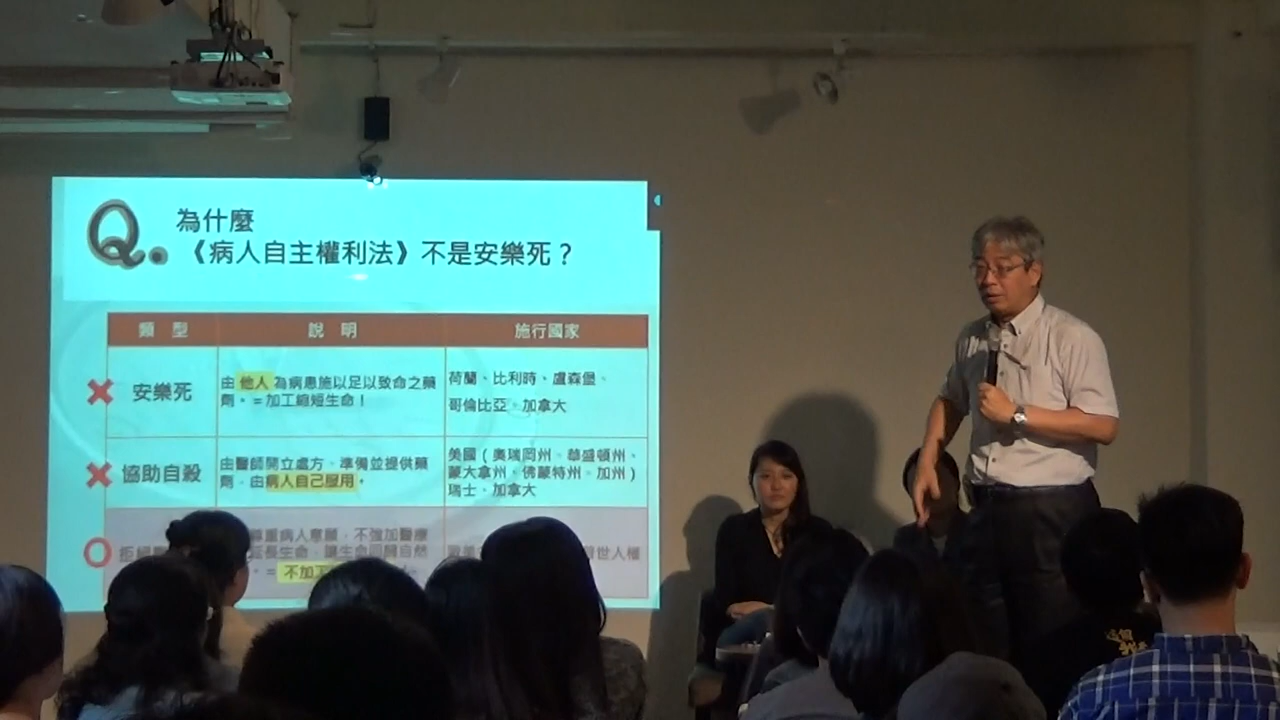 Q.
為什麼
《病人自主權利法》不是安樂死？
類 型 說 明 施行國家
安樂死
由他人為病患施以足以致命之藥
劑。=加工縮短生命！
荷蘭、比利時、盧森堡、
哥倫比亞、加拿大
協助自殺
由醫師開立處方、準備並提供藥
劑，由病人自己服用。
美國（奧瑞岡州、華盛頓州、
蒙大拿州、佛蒙特州、加州）
瑞士、加拿大
拒絕
尊重病人意願，不強加醫療
延長生命，讓生命回歸自然
= 不加工
世人權